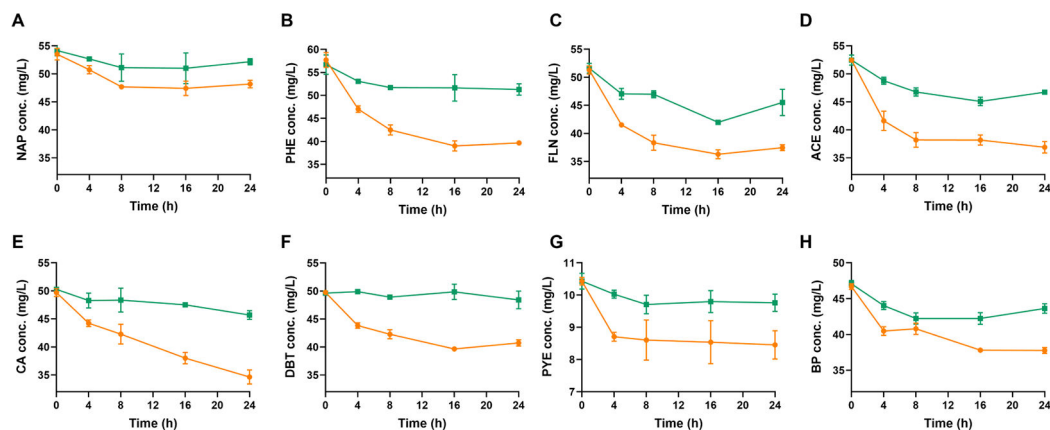 A
NAP conc. (mg/L)
55
50
45
40
35
0 4 8 12 16 20 24
Time (h)
B
PHE conc. (mg/L)
60
55
50
45
40
35
0 4 8 12 16 20 24
Time (h)
C
FLN conc. (mg/L)
55
50
45
40
35
0 4 8 12 16 20 24
Time (h)
D
ACE conc. (mg/L)
55
50
45
40
35
0 4 8 12 16 20 24
Time (h)
E
CA conc. (mg/L)
55
50
45
40
35
0 4 8 12 16 20 24
Time (h)
F
DBT conc. (mg/L)
55
50
45
40
35
0 4 8 12 16 20 24
Time (h)
G
PYE conc. (mg/L)
11
10
9
8
7
0 4 8 12 16 20 24
Time (h)
H
BP conc. (mg/L)
50
45
40
35
0 4 8 12 16 20 24
Time (h)